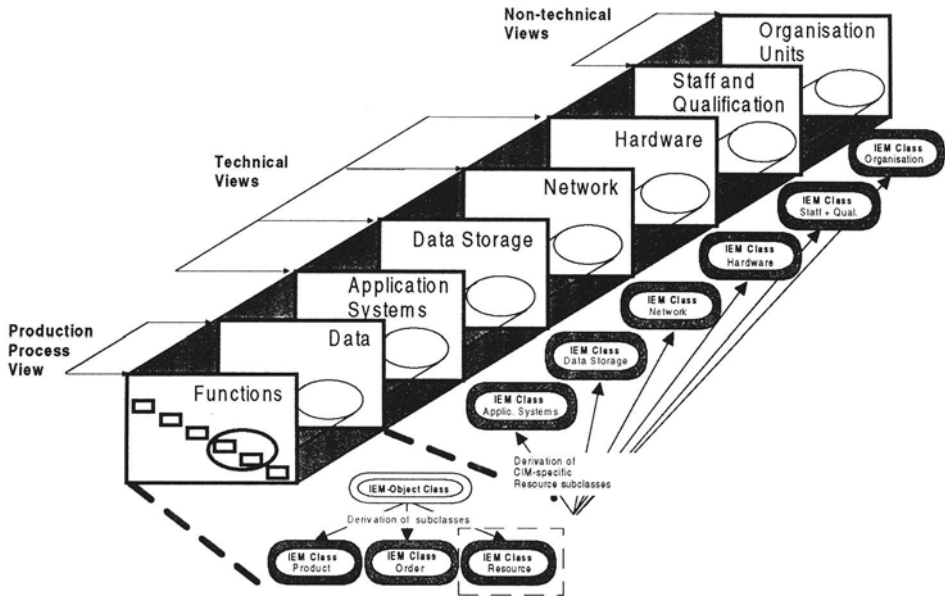 Non-technical
Views
Organisation
Units
Staff and
Qualification
Hardware
Technical
Views
Network
Data Storage
Application
Systems
Production
Process
View
Data
Functions
IEM Class
Organisation
IEM Class
Staff + Qual.
IEM Class
Hardware
IEM Class
Network
IEM Class
Data Storage
IEM Class
Applic. Systems
Derivation of
CIM-specific
Resource subclasses
IEM-Object Class
Derivation of subclasses
IEM Class
Product
IEM Class
Order
IEM Class
Resource